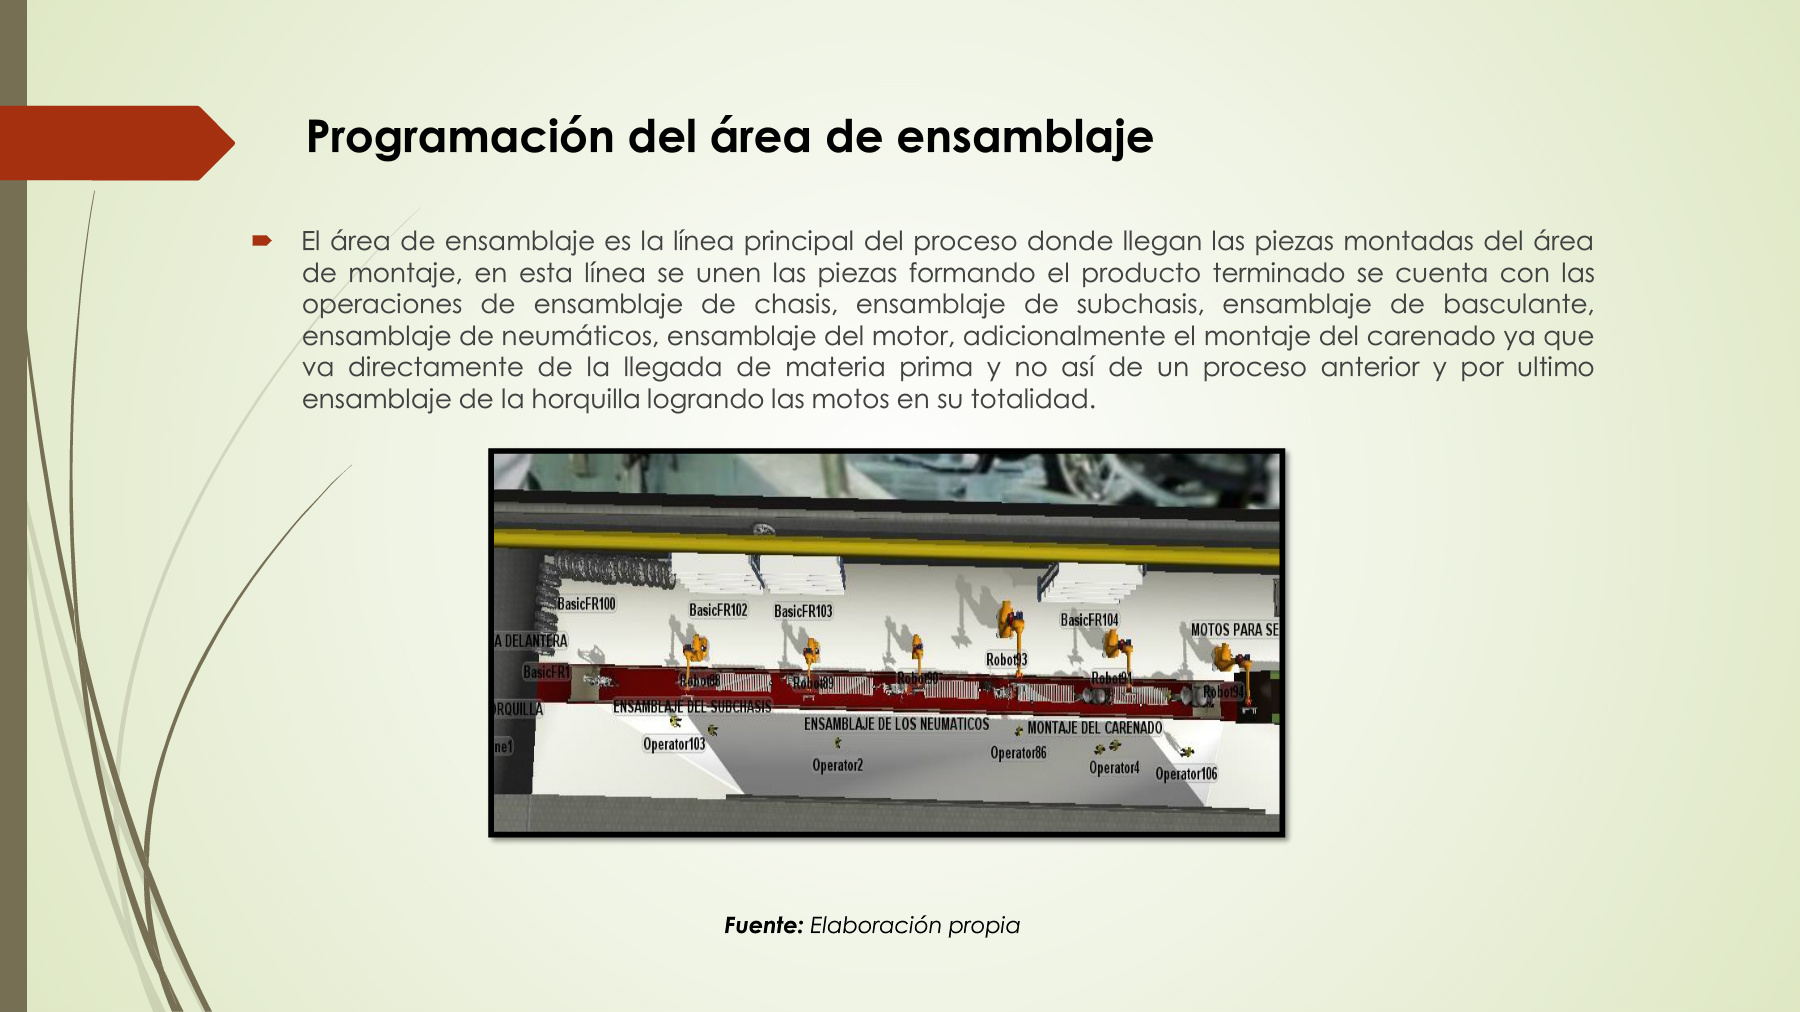 Programación del área de ensamblaje
El área de ensamblaje es la línea principal del proceso donde llegan las piezas montadas del área
de montaje, en esta línea se unen las piezas formando el producto terminado se cuenta con las
operaciones de ensamblaje de chasis, ensamblaje de subchasis, ensamblaje de basculante,
ensamblaje de neumáticos, ensamblaje del motor, adicionalmente el montaje del carenado ya que
va directamente de la llegada de materia prima y no así de un proceso anterior y por ultimo
ensamblaje de la horquilla logrando las motos en su totalidad.
BasicFR100
BasicFR102
BasicFR103
BasicFR104
A DELANTERA
MOTOS PARA SE
BasicFR1
Robot93
Robot89
Robot90
Robot91
Robot94
ORQUILLA
ENSAMBLAJE DEL SUBCHASIS
ENSAMBLAJE DE LOS NEUMATICOS
MONTAJE DEL CARENADO
ne1
Operator103
Operator2
Operator86
Operator4
Operator106
Fuente: Elaboración propia